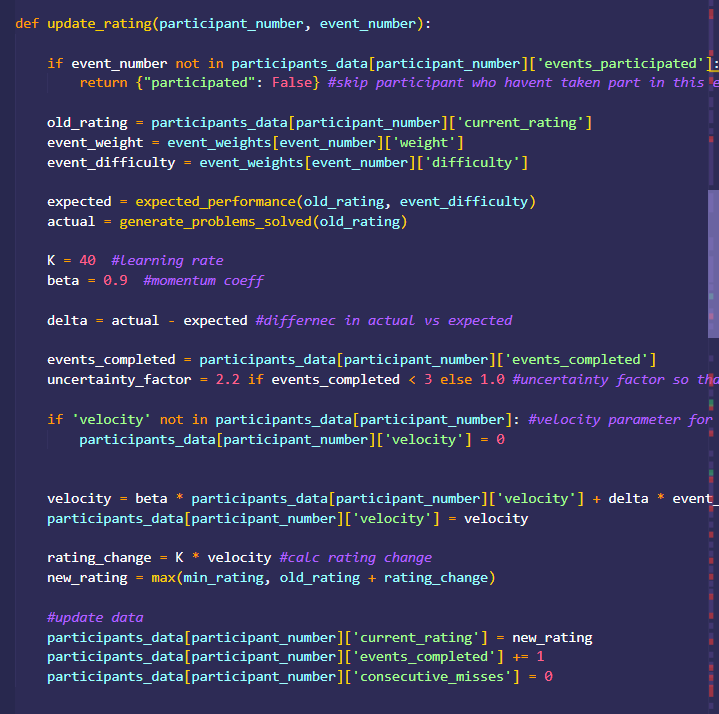 def update_rating(participant_number, event_number):
if event_number not in participants_data[participant_number]['events_participated']:
return {"participated": False} #skip participant who havent taken part in this
old_rating = participants_data[participant_number]['current_rating']
event_weight = event_weights[event_number]['weight']
event_difficulty = event_weights[event_number]['difficulty']
expected = expected_performance(old_rating, event_difficulty)
actual = generate_problems_solved(old_rating)
K = 40  #learning rate
beta = 0.9  #momentum coeff
delta = actual - expected #differnec in actual vs expected
events_completed = participants_data[participant_number]['events_completed']
uncertainty_factor = 2.2 if events_completed < 3 else 1.0 #uncertainty factor so
if 'velocity' not in participants_data[participant_number]: #velocity parameter for
participants_data[participant_number]['velocity'] = 0
velocity = beta * participants_data[participant_number]['velocity'] + delta * event_
participants_data[participant_number]['velocity'] = velocity
rating_change = K * velocity #calc rating change
new_rating = max(min_rating, old_rating + rating_change)
#update data
participants_data[participant_number]['current_rating'] = new_rating
participants_data[participant_number]['events_completed'] += 1
participants_data[participant_number]['consecutive_misses'] = 0